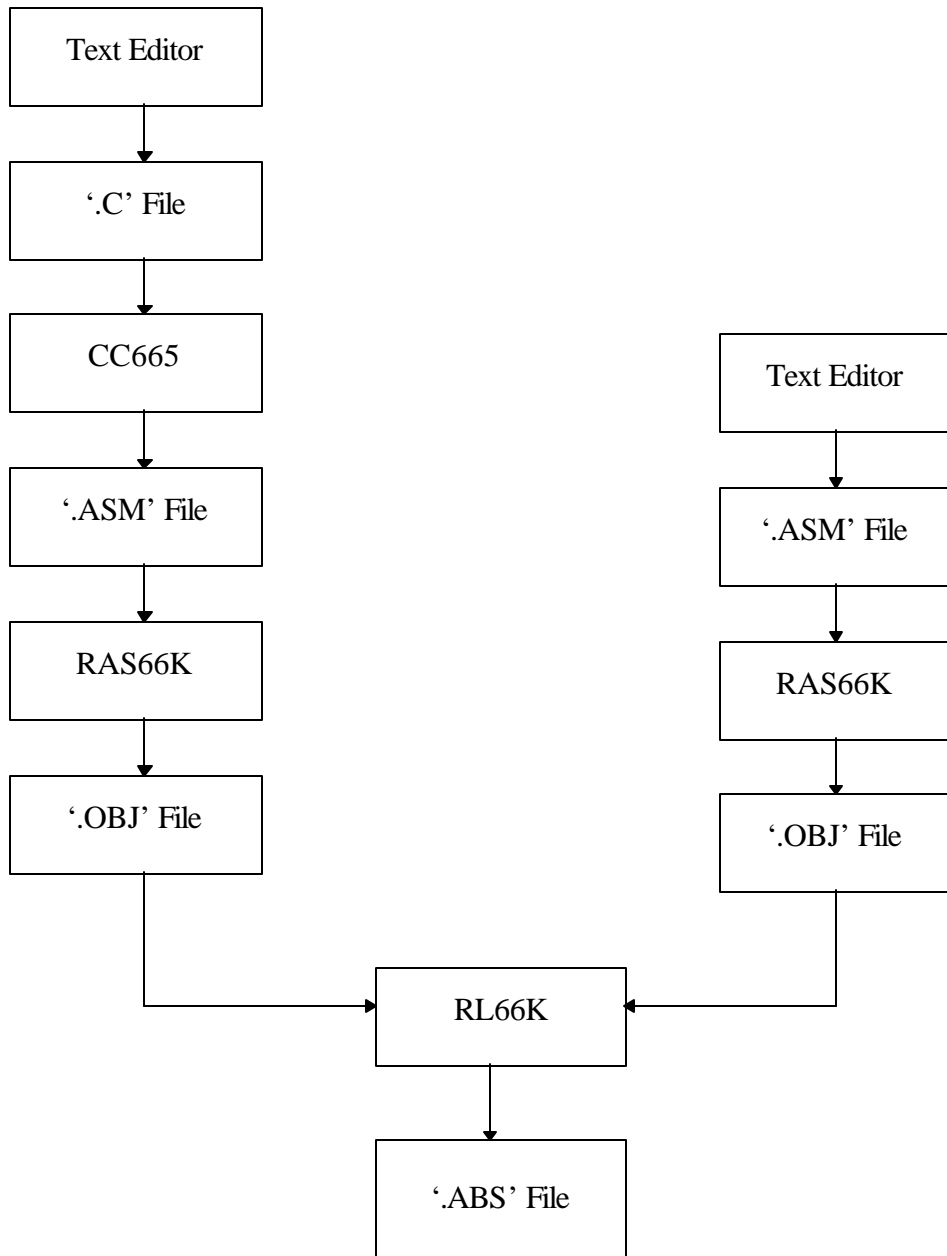 Text Editor
‘.C’ File
CC665
‘.ASM’ File
RAS66K
‘.OBJ’ File
Text Editor
‘.ASM’ File
RAS66K
‘.OBJ’ File
RL66K
‘.ABS’ File